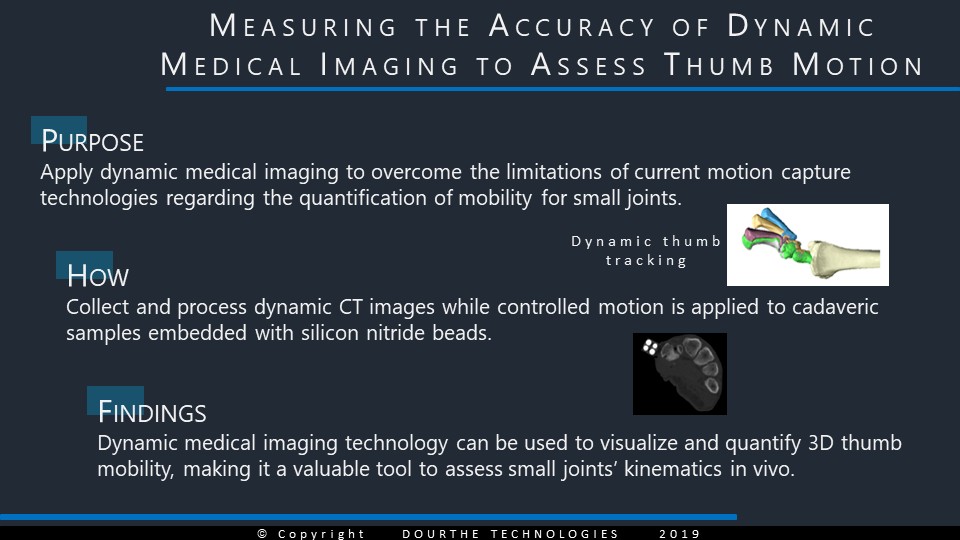 Measuring the Accuracy of Dynamic
Medical Imaging to Assess Thumb Motion
Purpose
Apply dynamic medical imaging to overcome the limitations of current motion capture
technologies regarding the quantification of mobility for small joints.
Dynamic thumb
tracking
How
Collect and process dynamic CT images while controlled motion is applied to cadaveric
samples embedded with silicon nitride beads.
Findings
Dynamic medical imaging technology can be used to visualize and quantify 3D thumb
mobility, making it a valuable tool to assess small joints’ kinematics in vivo.
© Copyright DOURTHE TECHNOLOGIES 2019